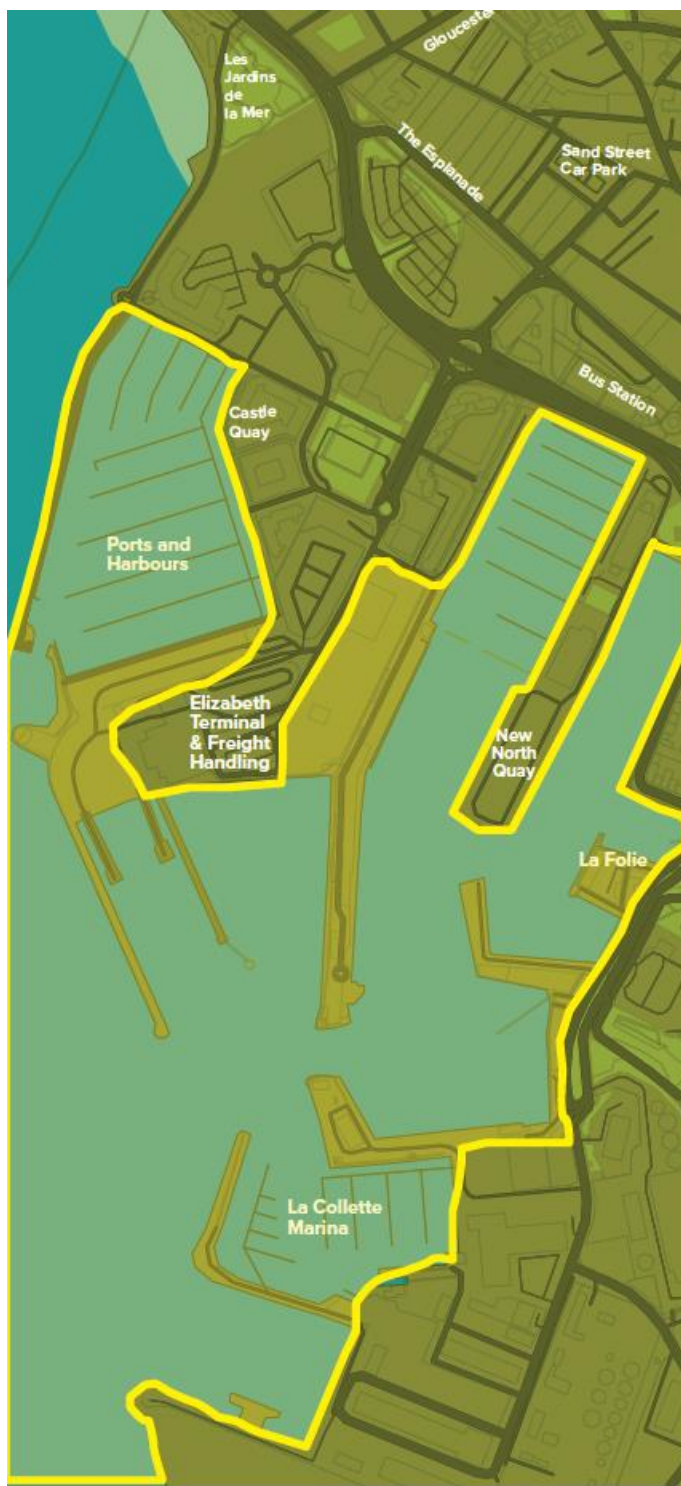 Les
Jardins
de
la Mer
Gloucester
The Esplanade
Sand Street
Car Park
Bus Station
Castle
Quay
Ports and
Harbours
Elizabeth
Terminal
& Freight
Handling
New
North
Quay
La Folie
La Collette
Marina